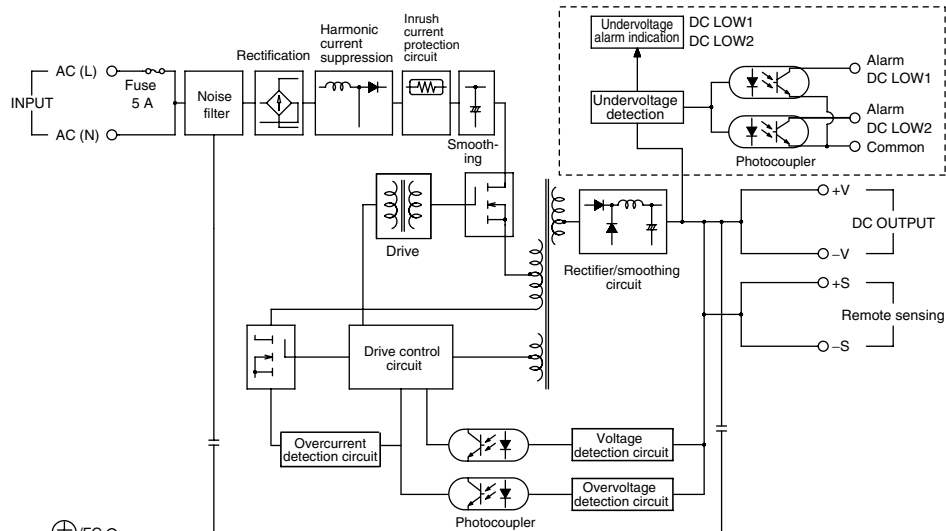 Undervoltage
alarm indication
DC LOW1
DC LOW2
Harmonic
current
suppression
Inrush
current
protection
circuit
Rectification
AC (L)
Fuse
5 A
INPUT
AC (N)
Noise
filter
Smooth-
ing
Undervoltage
detection
Alarm
DC LOW1
Alarm
DC LOW2
Common
Photocoupler
Drive
Rectifier/smoothing
circuit
+V
DC OUTPUT
–V
+S
Remote sensing
–S
Drive control
circuit
Overcurrent
detection circuit
Voltage
detection circuit
Overvoltage
detection circuit
Photocoupler